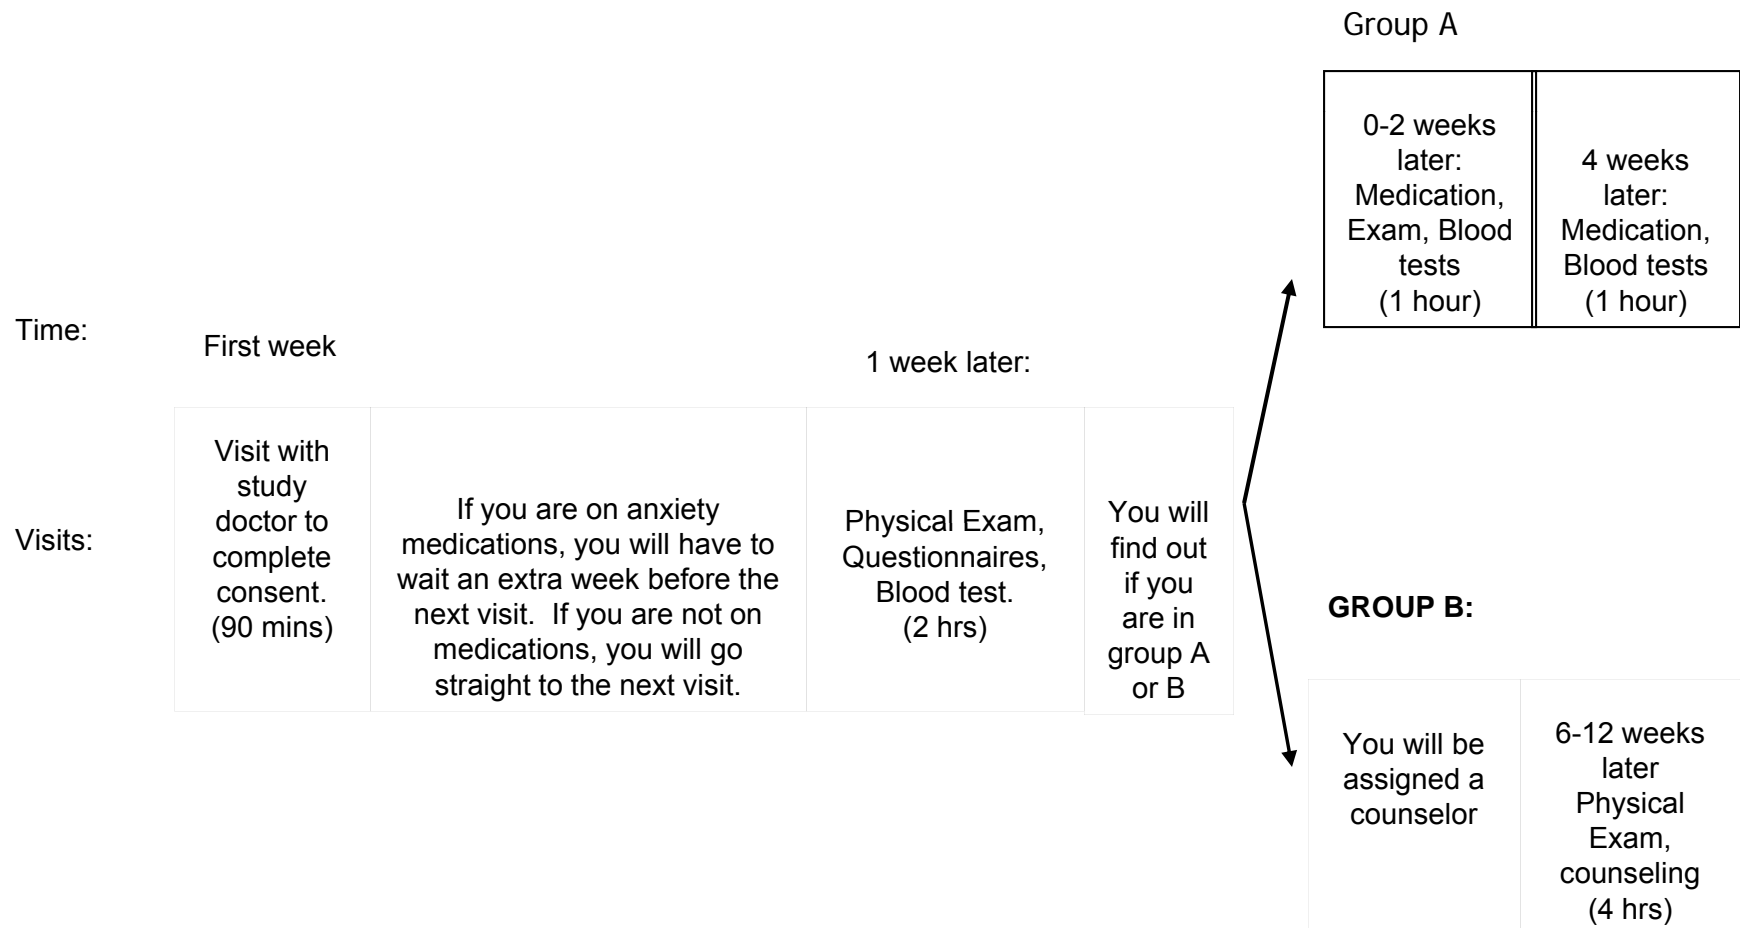 Group A
0-2 weeks
later:
Medication,
Exam, Blood
tests
(1 hour)
4 weeks
later:
Medication,
Blood tests
(1 hour)
Time:
First week
1 week later:
Visits:
Visit with
study
doctor to
complete
consent.
(90 mins)
If you are on anxiety
medications, you will have to
wait an extra week before the
next visit.  If you are not on
medications, you will go
straight to the next visit.
Physical Exam,
Questionnaires,
Blood test.
(2 hrs)
You will
find out
if you
are in
group A
or B
GROUP B:
You will be
assigned a
counselor
6-12 weeks
later
Physical
Exam,
counseling
(4 hrs)